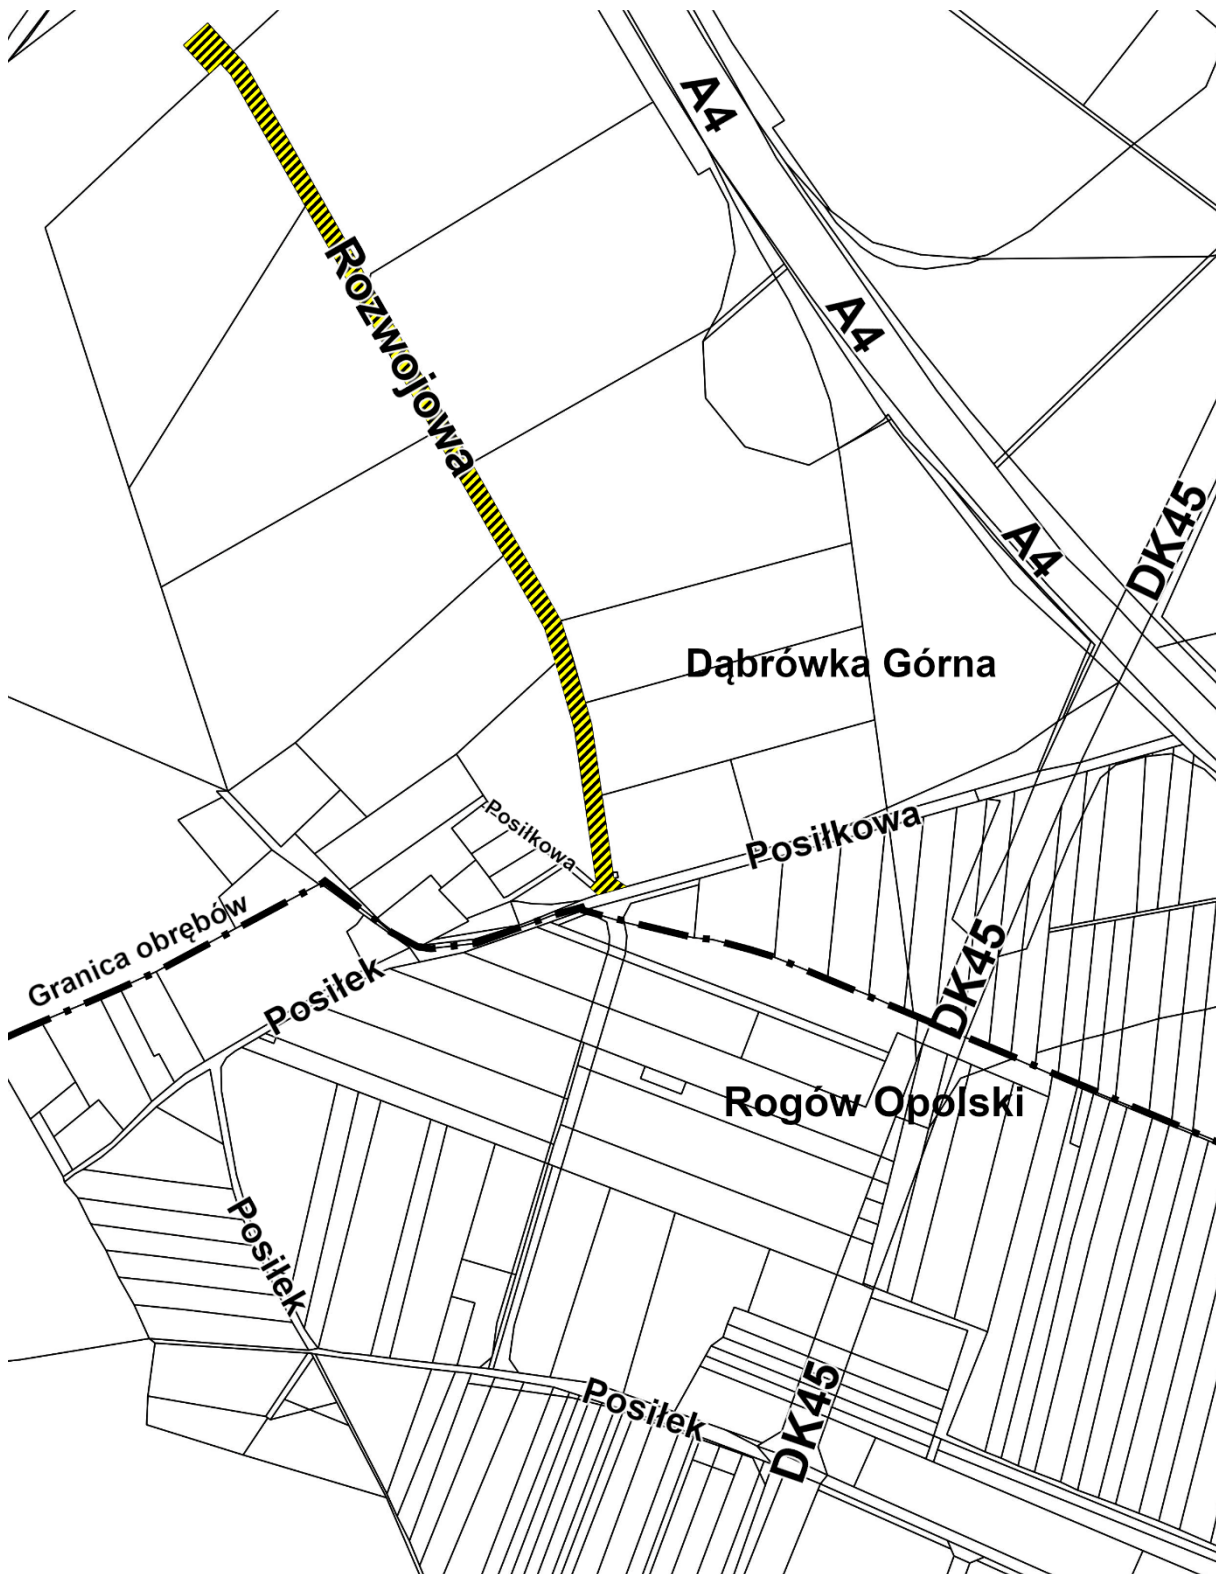 A4
Rozwojowa
A4
DK45
A4
Dąbrówka Górna
Posiłkowa
Posiłkowa
Granica obrębów
DK45
Posiłek
Rogów Opolski
Posiłek
Posiłek
DK45